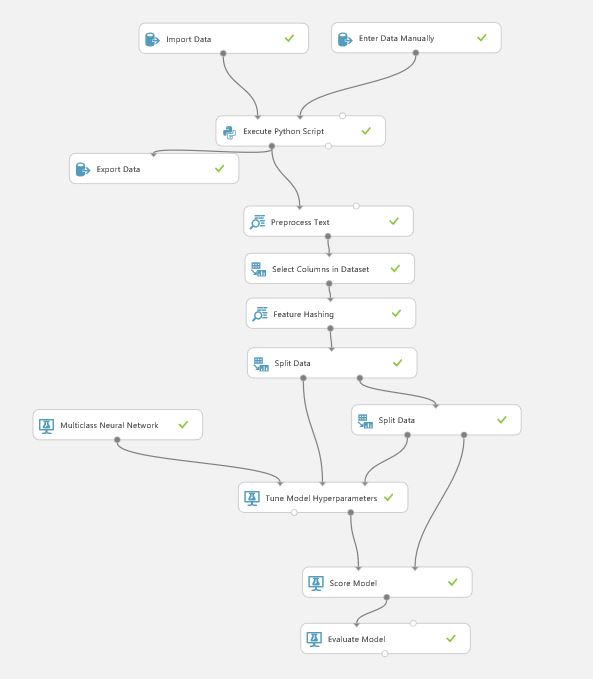 Import Data
Enter Data Manually
Execute Python Script
Export Data
Preprocess Text
Select Columns in Dataset
Feature Hashing
Split Data
Multiclass Neural Network
Split Data
Tune Model Hyperparameters
Score Model
Evaluate Model